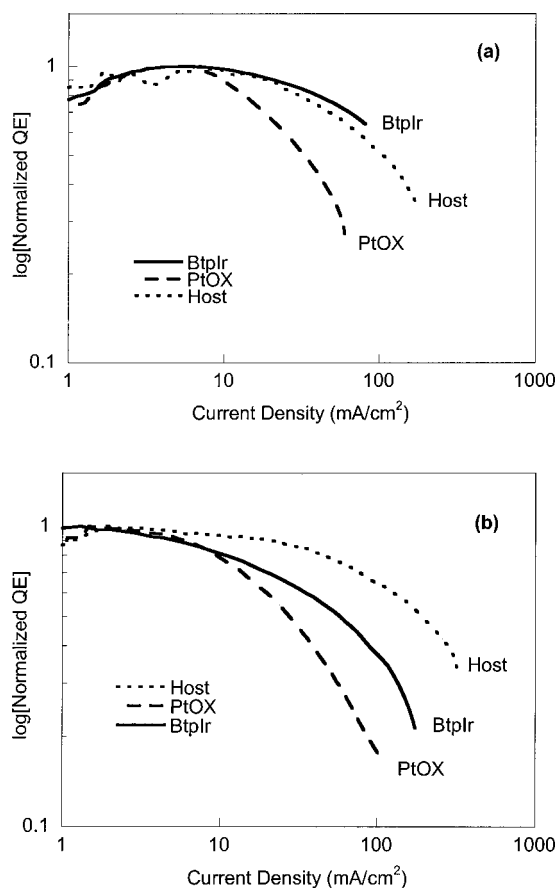 (a)
1
log[Normalized QE]
BtpIr
Host
PtOX
BtpIr
PtOX
Host
0.1
1
10
100
1000
Current Density (mA/cm²)
(b)
1
log[Normalized QE]
Host
Host
PtOX
BtpIr
BtpIr
PtOX
0.1
1
10
100
1000
Current Density (mA/cm²)